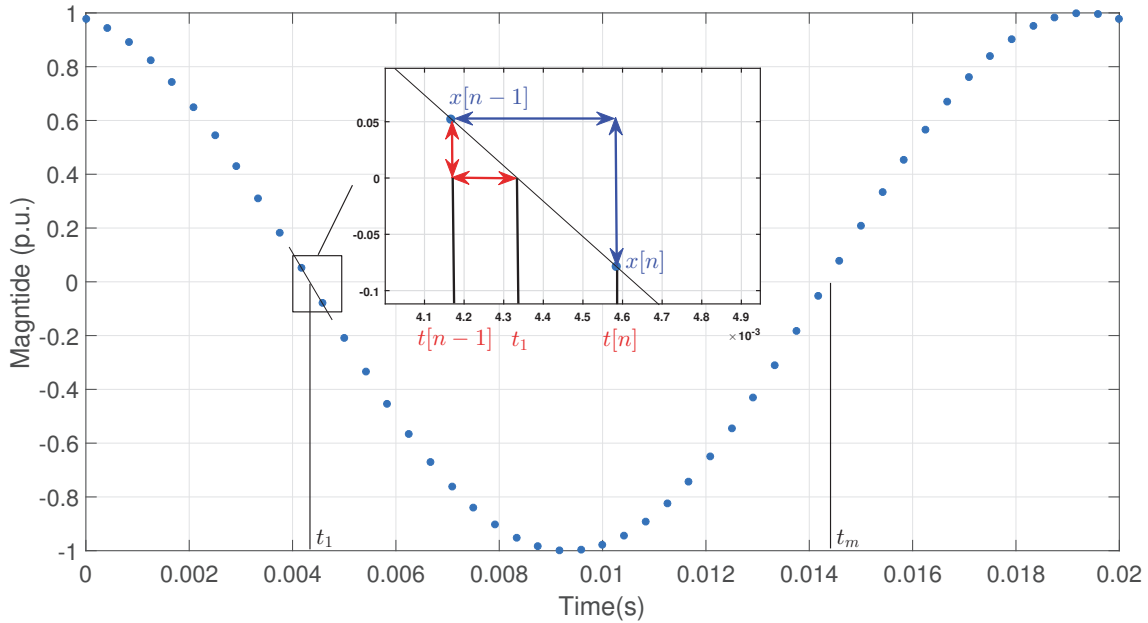 Magntide (p.u.)
1
0.8
0.6
0.4
0.2
0
-0.2
-0.4
-0.6
-0.8
-1
x[n − 1]
0.05
0
-0.05
-0.1
x[n]
4.1 4.2 4.3 4.4 4.5 4.6 4.7 4.8 4.9
×10⁻³
t[n − 1] t₁ t[n]
t₁ tₘ
0 0.002 0.004 0.006 0.008 0.01 0.012 0.014 0.016 0.018 0.02
Time(s)